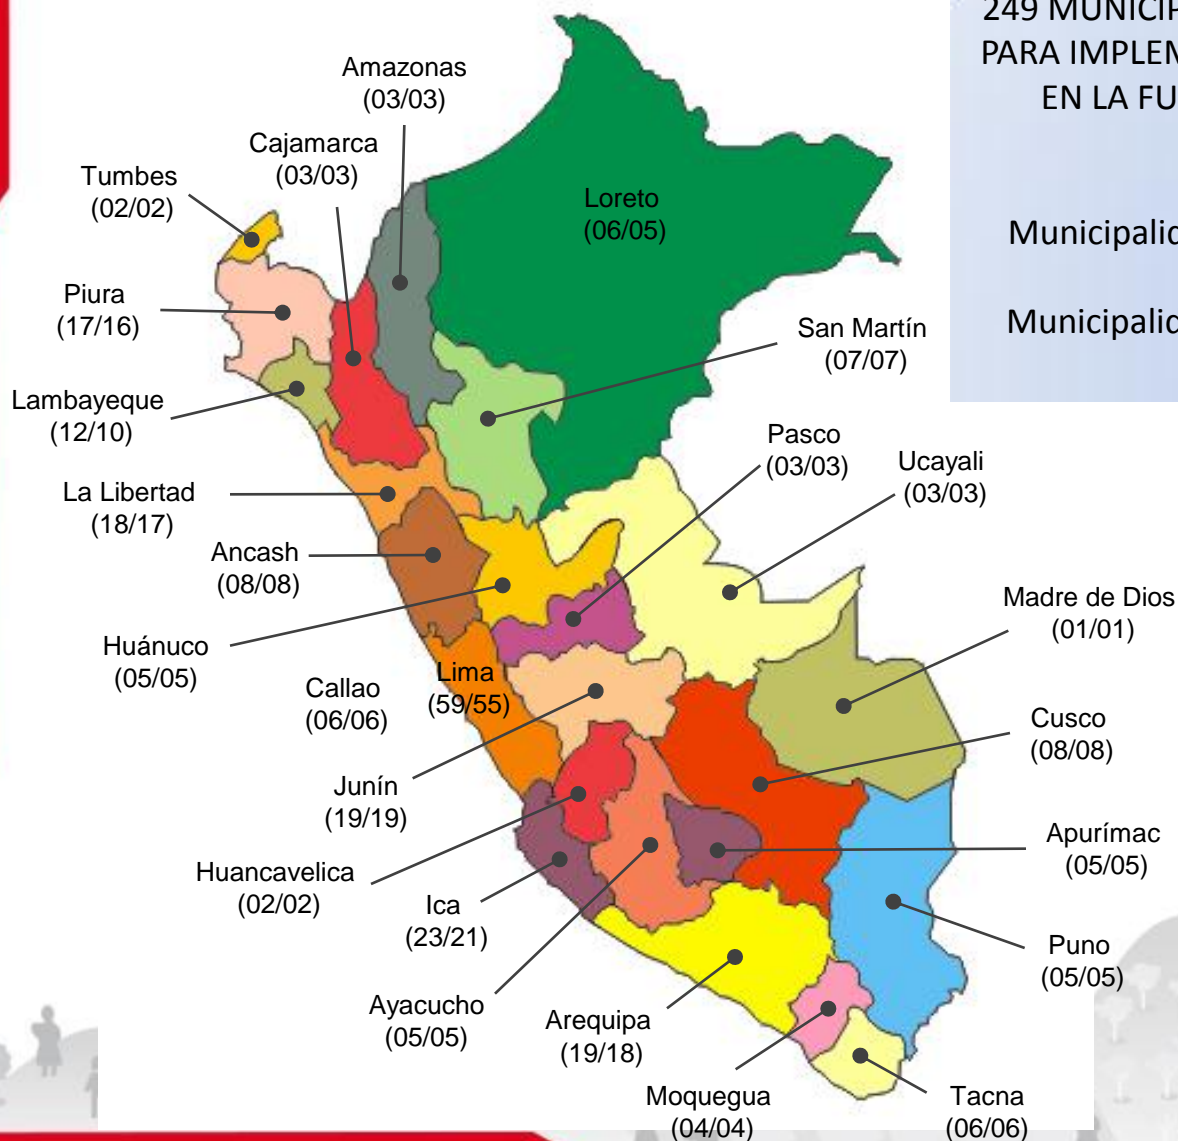 249 MUNICIP
PARA IMPLEM
EN LA FU
Municipalid
Municipalid
Amazonas
(03/03)
Cajamarca
(03/03)
Tumbes
(02/02)
Loreto
(06/05)
Piura
(17/16)
San Martín
(07/07)
Lambayeque
(12/10)
Pasco
(03/03)
Ucayali
(03/03)
La Libertad
(18/17)
Ancash
(08/08)
Madre de Dios
(01/01)
Huánuco
(05/05)
Lima
(59/55)
Callao
(06/06)
Cusco
(08/08)
Junín
(19/19)
Apurímac
(05/05)
Huancavelica
(02/02)
Ica
(23/21)
Puno
(05/05)
Ayacucho
(05/05)
Arequipa
(19/18)
Moquegua
(04/04)
Tacna
(06/06)